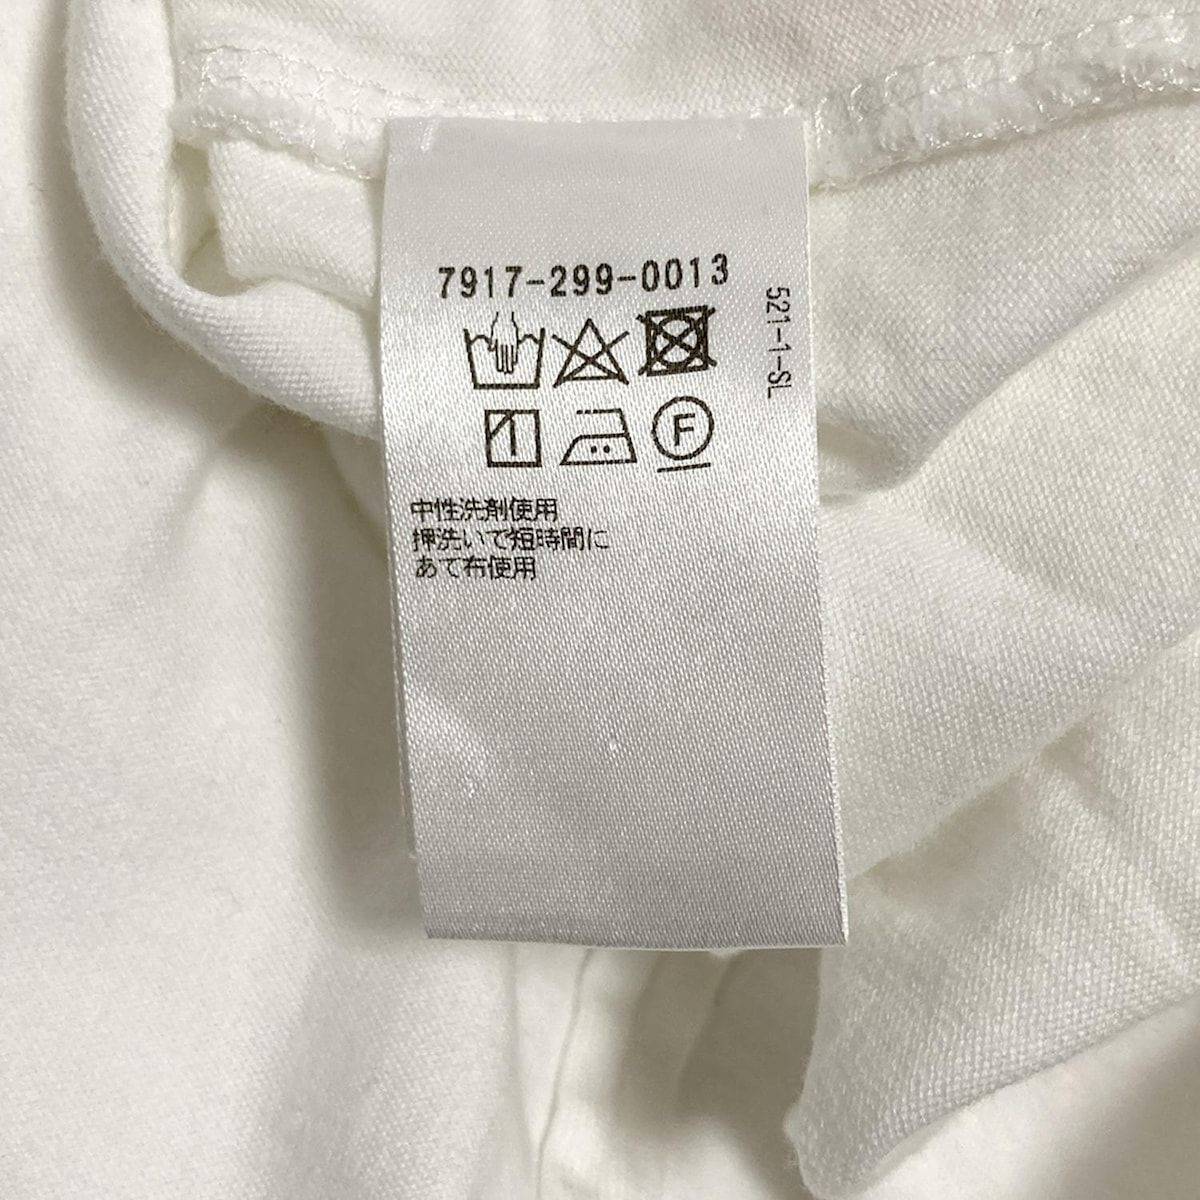 7917-299-0013
521-1-SL
F
中性洗剤使用
押洗いで短時間に
あて布使用